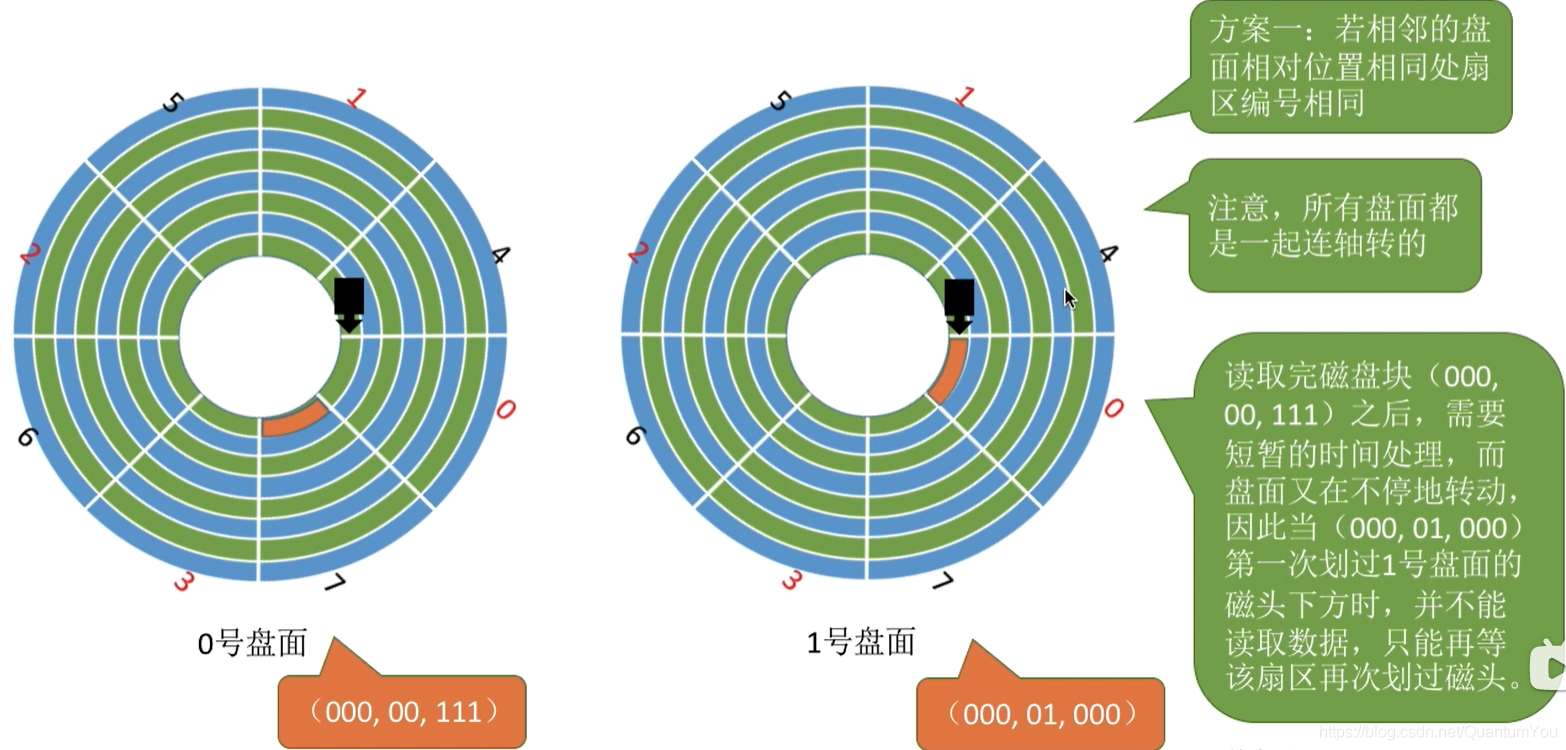 方案一：若相邻的盘
面相对位置相同处扇
区编号相同
注意，所有盘面都
是一起连轴转的
读取完磁盘块（000,
00, 111）之后，需要
短暂的时间处理，而
盘面又在不停地转动，
因此当（000, 01, 000）
第一次划过1号盘面的
磁头下方时，并不能
读取数据，只能再等
该扇区再次划过磁头。
5
1
2
4
6
0
3
7
0号盘面
（000, 00, 111）
5
1
2
4
6
0
3
7
1号盘面
（000, 01, 000）
https://blog.csdn.net/QuantumYou